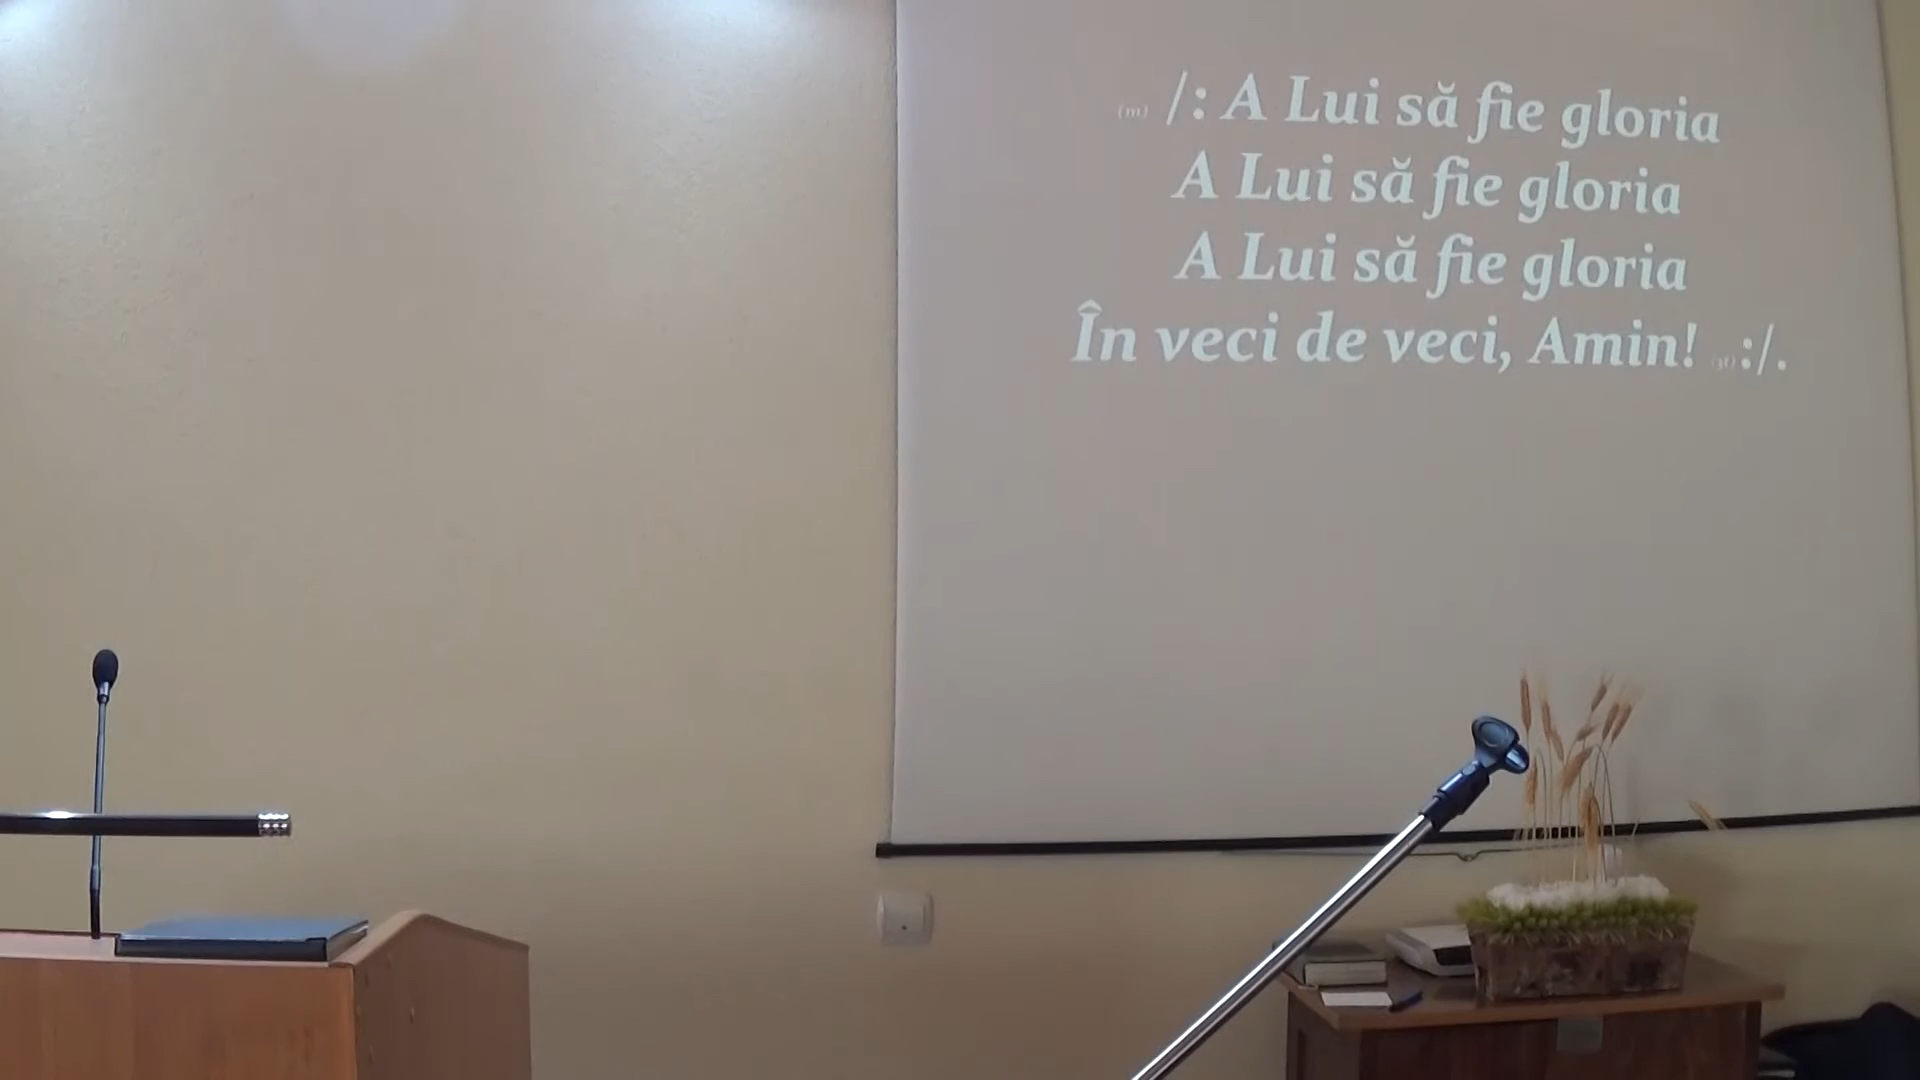 (m) /: A Lui să fie gloria
A Lui să fie gloria
A Lui să fie gloria
În veci de veci, Amin! :/.